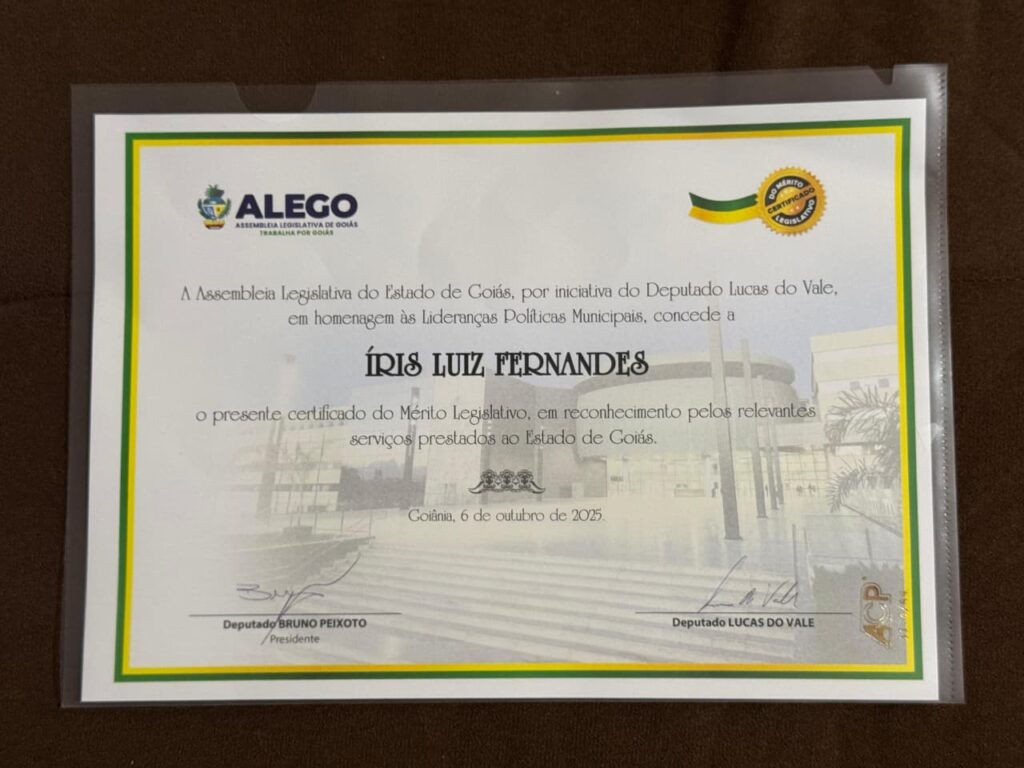 ALEGO
ASSEMBLEIA LEGISLATIVA DE GOIÁS
TRABALHA POR GOIÁS
DO MÉRITO
CERTIFICADO
LEGISLATIVO
A Assembleia Legislativa do Estado de Goiás, por iniciativa do Deputado Lucas do Vale,
em homenagem às Lideranças Políticas Municipais, concede a
ÍRIS LUIZ FERNANDES
o presente certificado do Mérito Legislativo, em reconhecimento pelos relevantes
serviços prestados ao Estado de Goiás.
Goiânia, 6 de outubro de 2025.
Deputado BRUNO PEIXOTO
Presidente
Deputado LUCAS DO VALE
ACP